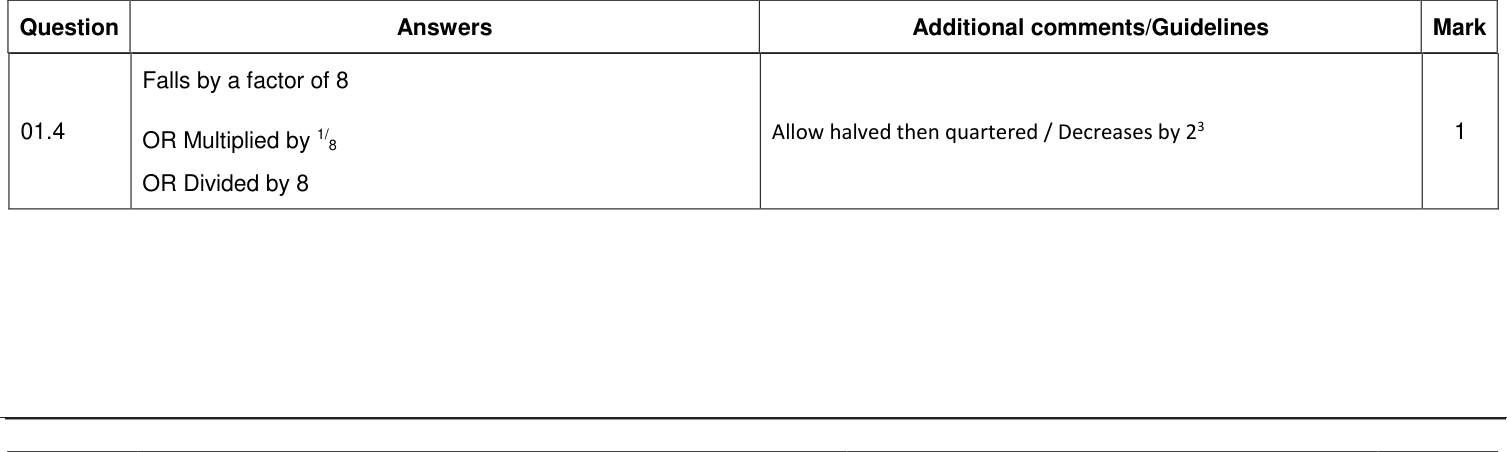 Question Answers Additional comments/Guidelines Mark
Falls by a factor of 8
01.4 OR Multiplied by ¹/₈ Allow halved then quartered / Decreases by 2³ 1
OR Divided by 8